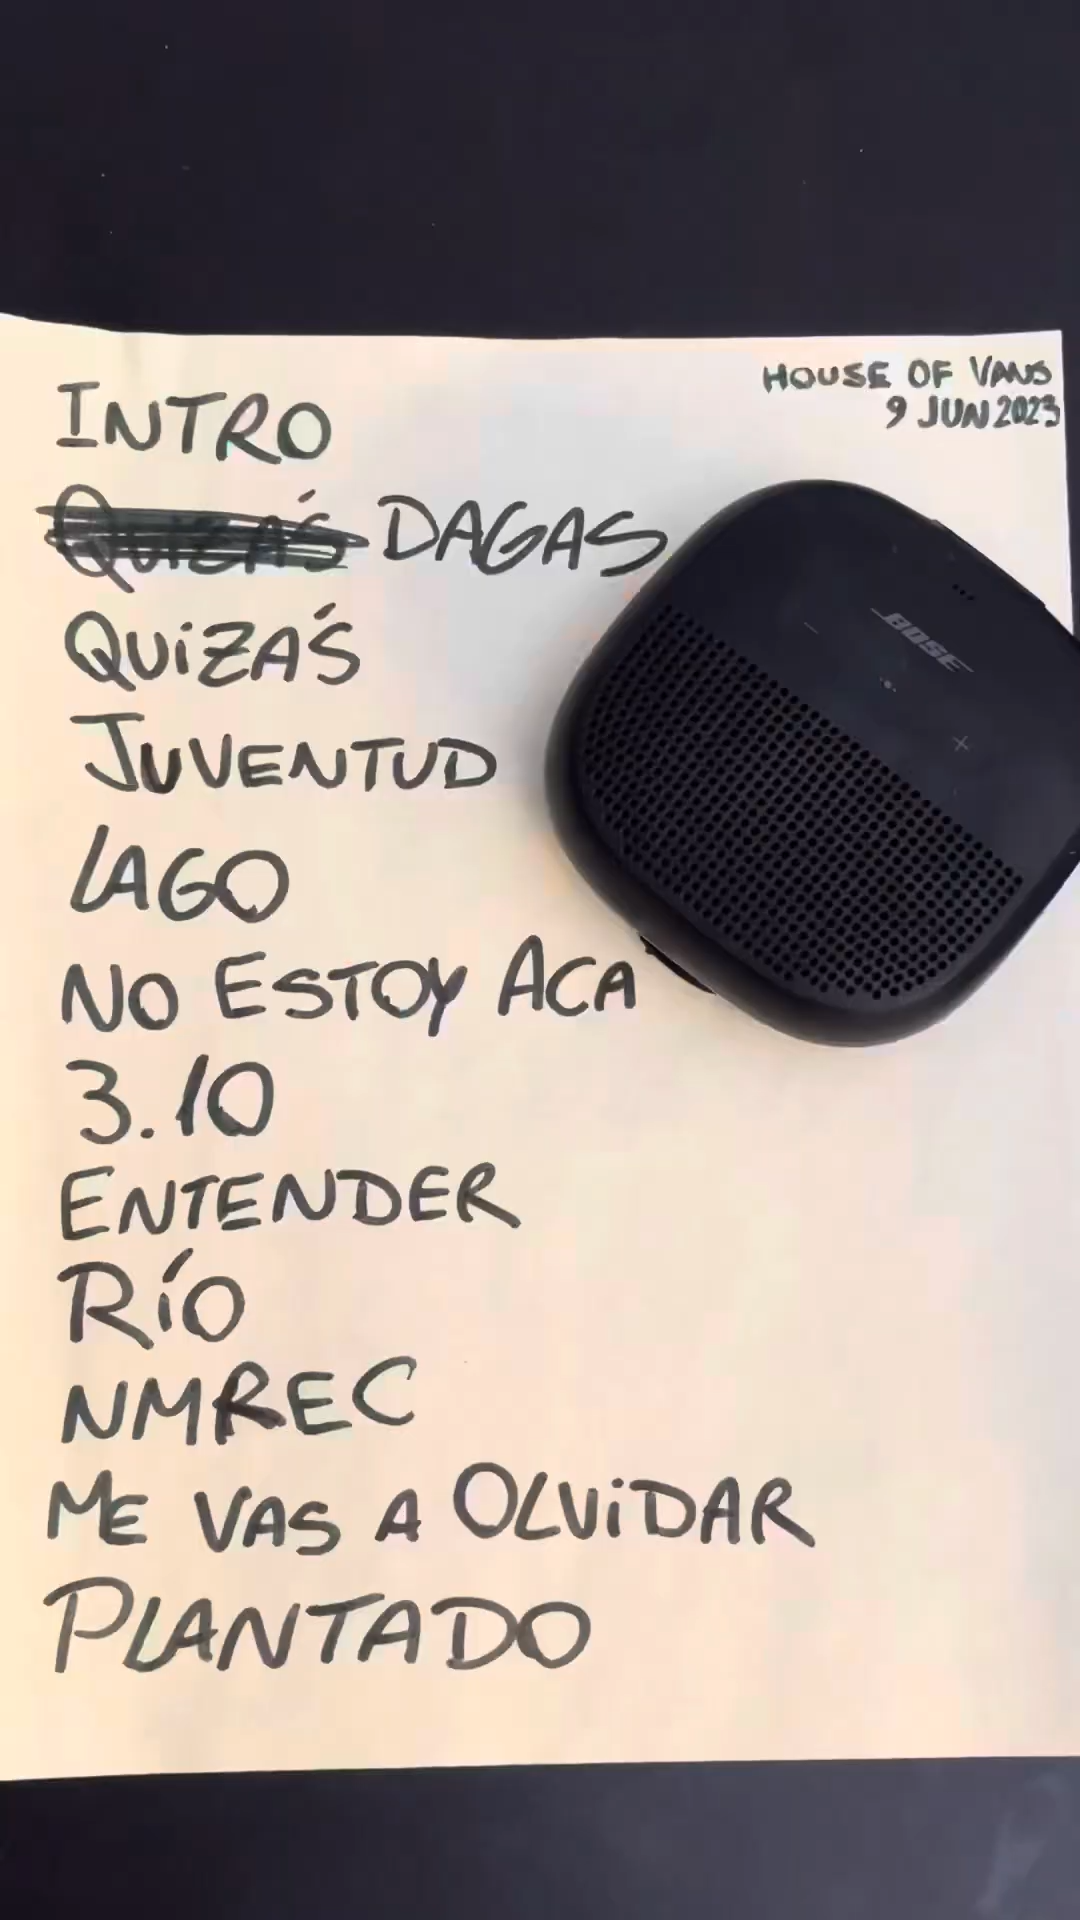 HOUSE OF VANS
9 JUN 2023
INTRO
QUIZÁS DAGAS
QUIZÁS
JUVENTUD
LAGO
NO ESTOY ACA
3.10
ENTENDER
RÍO
NMREC
ME VAS A OLVIDAR
PLANTADO
BOSE